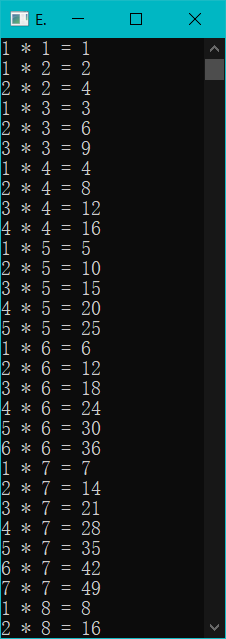 E.
1 * 1 = 1
1 * 2 = 2
2 * 2 = 4
1 * 3 = 3
2 * 3 = 6
3 * 3 = 9
1 * 4 = 4
2 * 4 = 8
3 * 4 = 12
4 * 4 = 16
1 * 5 = 5
2 * 5 = 10
3 * 5 = 15
4 * 5 = 20
5 * 5 = 25
1 * 6 = 6
2 * 6 = 12
3 * 6 = 18
4 * 6 = 24
5 * 6 = 30
6 * 6 = 36
1 * 7 = 7
2 * 7 = 14
3 * 7 = 21
4 * 7 = 28
5 * 7 = 35
6 * 7 = 42
7 * 7 = 49
1 * 8 = 8
2 * 8 = 16